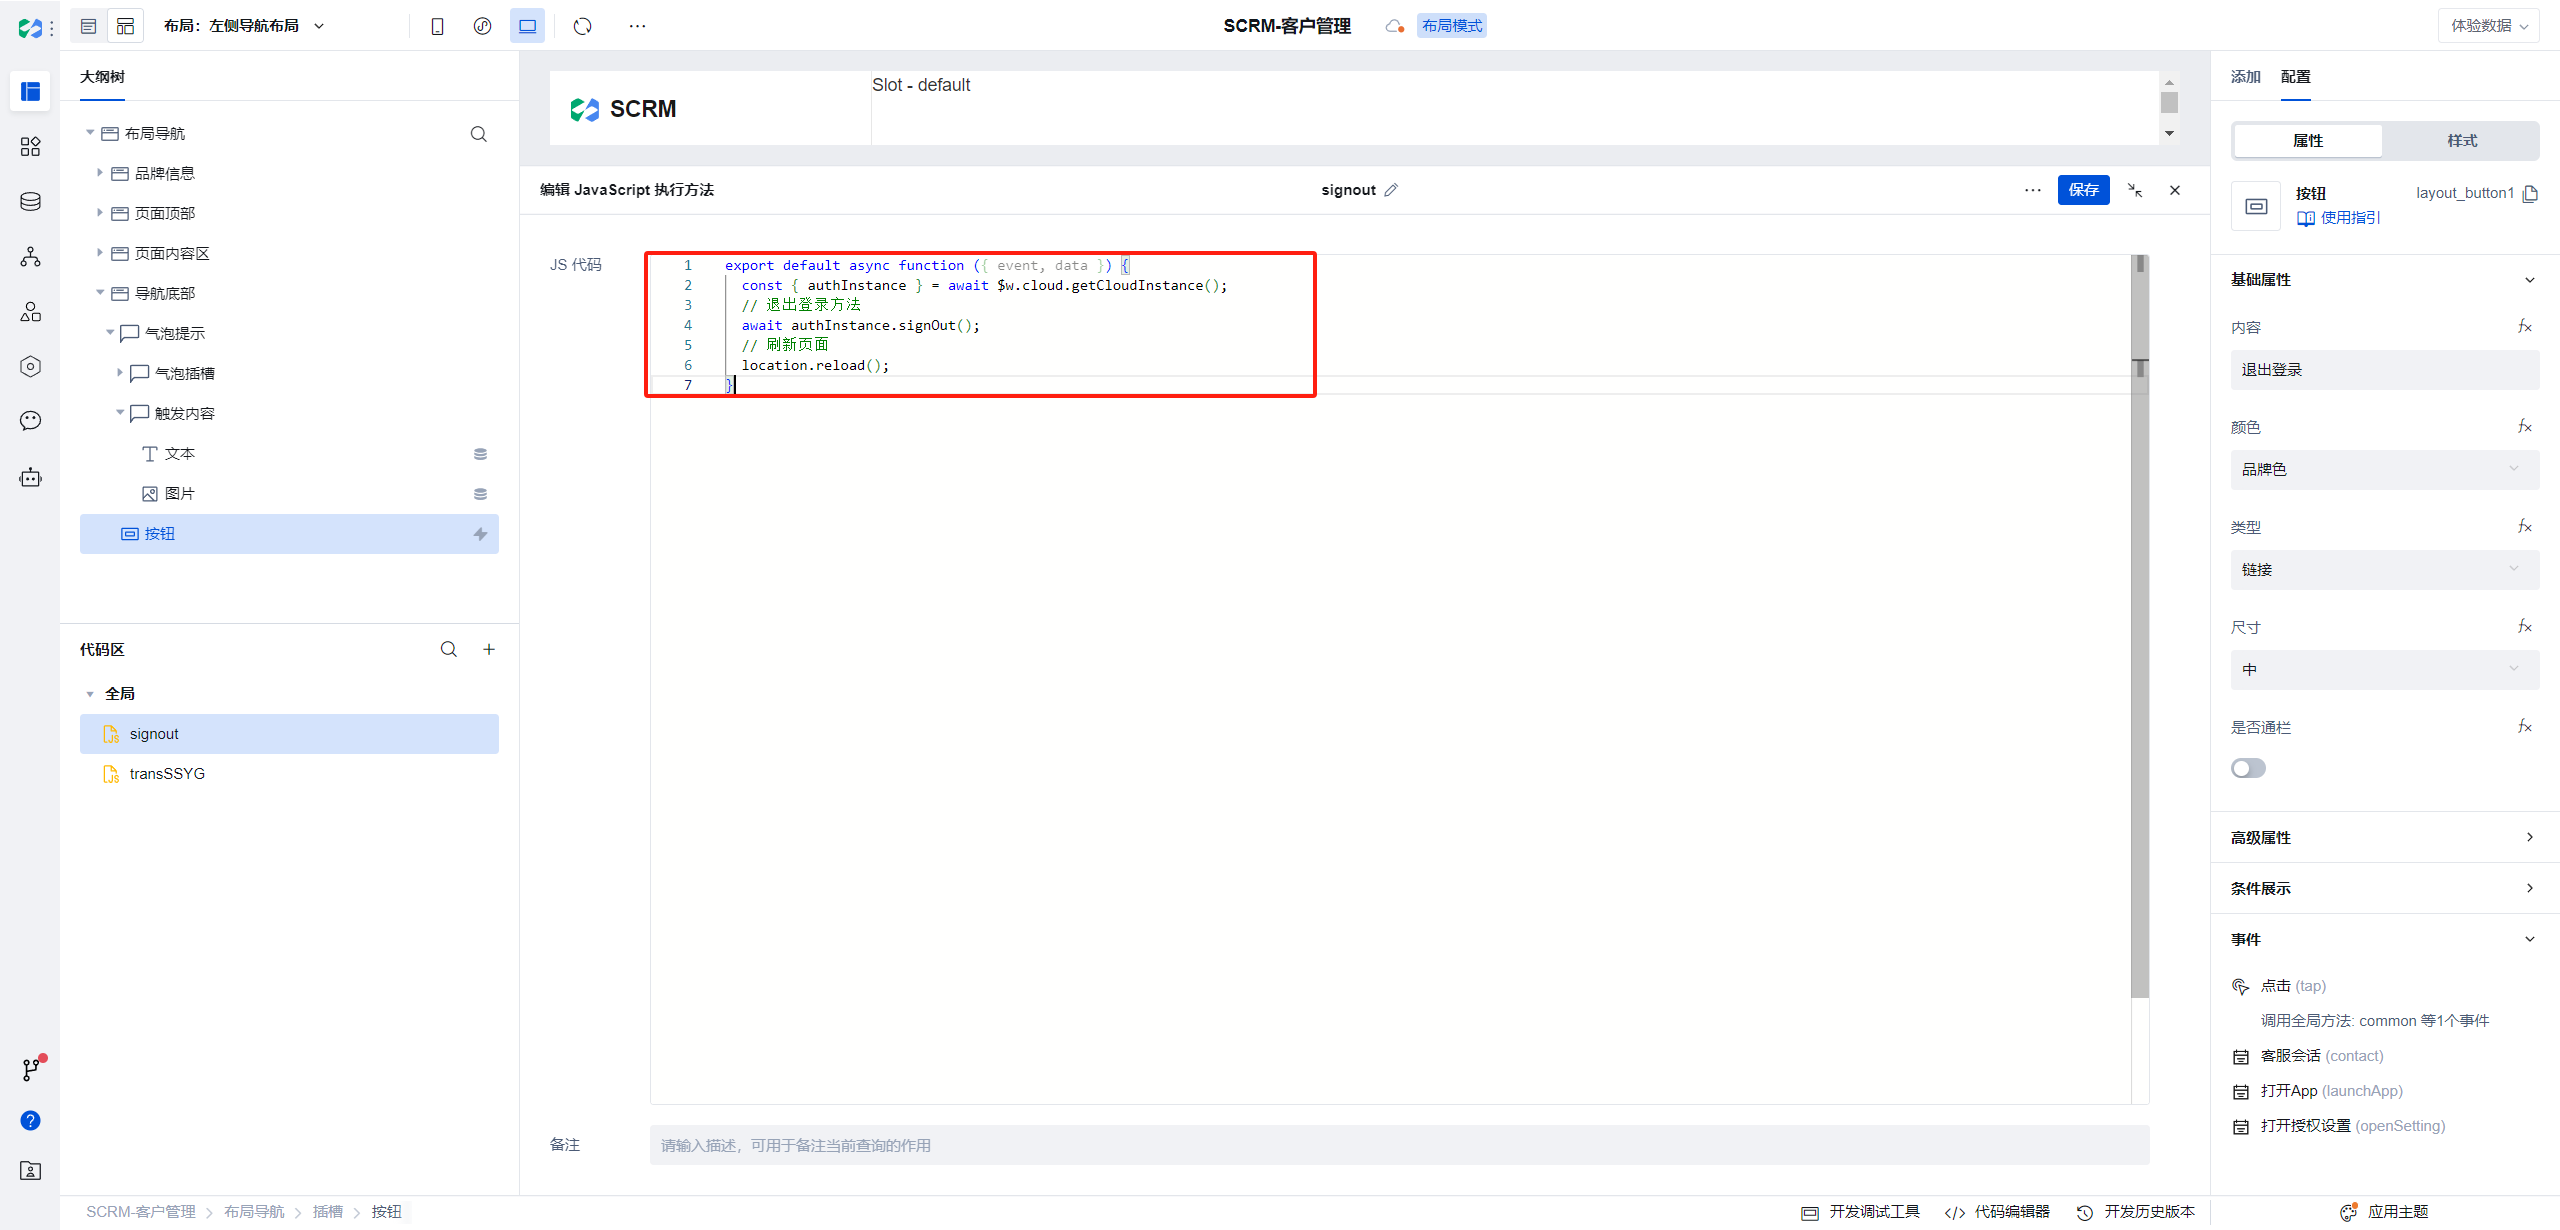 布局：左侧导航布局
SCRM-客户管理
布局模式
体验数据
大纲树
布局导航
品牌信息
页面顶部
页面内容区
导航底部
气泡提示
气泡插槽
触发内容
文本
图片
按钮
代码区
全局
signout
transSSYG
SCRM
Slot - default
编辑 JavaScript 执行方法
signout
保存
JS 代码
1 export default async function ({ event, data }) {
2 const { authInstance } = await $w.cloud.getCloudInstance();
3 // 退出登录方法
4 await authInstance.signOut();
5 // 刷新页面
6 location.reload();
7 }
备注
请输入描述，可用于备注当前查询的作用
添加 配置
属性 样式
按钮
layout_button1
使用指引
基础属性
内容
fx
退出登录
颜色
fx
品牌色
类型
fx
链接
尺寸
fx
中
是否通栏
fx
高级属性
条件展示
事件
点击 (tap)
调用全局方法: common 等1个事件
客服会话 (contact)
打开App (launchApp)
打开授权设置 (openSetting)
SCRM-客户管理 > 布局导航 > 插槽 > 按钮
开发调试工具
</> 代码编辑器
开发历史版本
应用主题